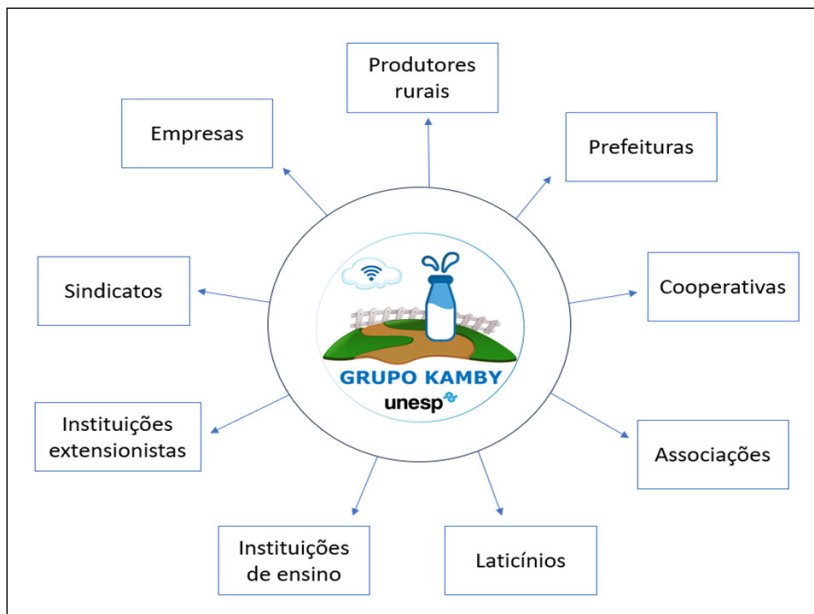 Produtores
rurais
Empresas
Prefeituras
Sindicatos
Cooperativas
GRUPO KAMBY
unesp
Instituições
extensionistas
Associações
Instituições
de ensino
Laticínios